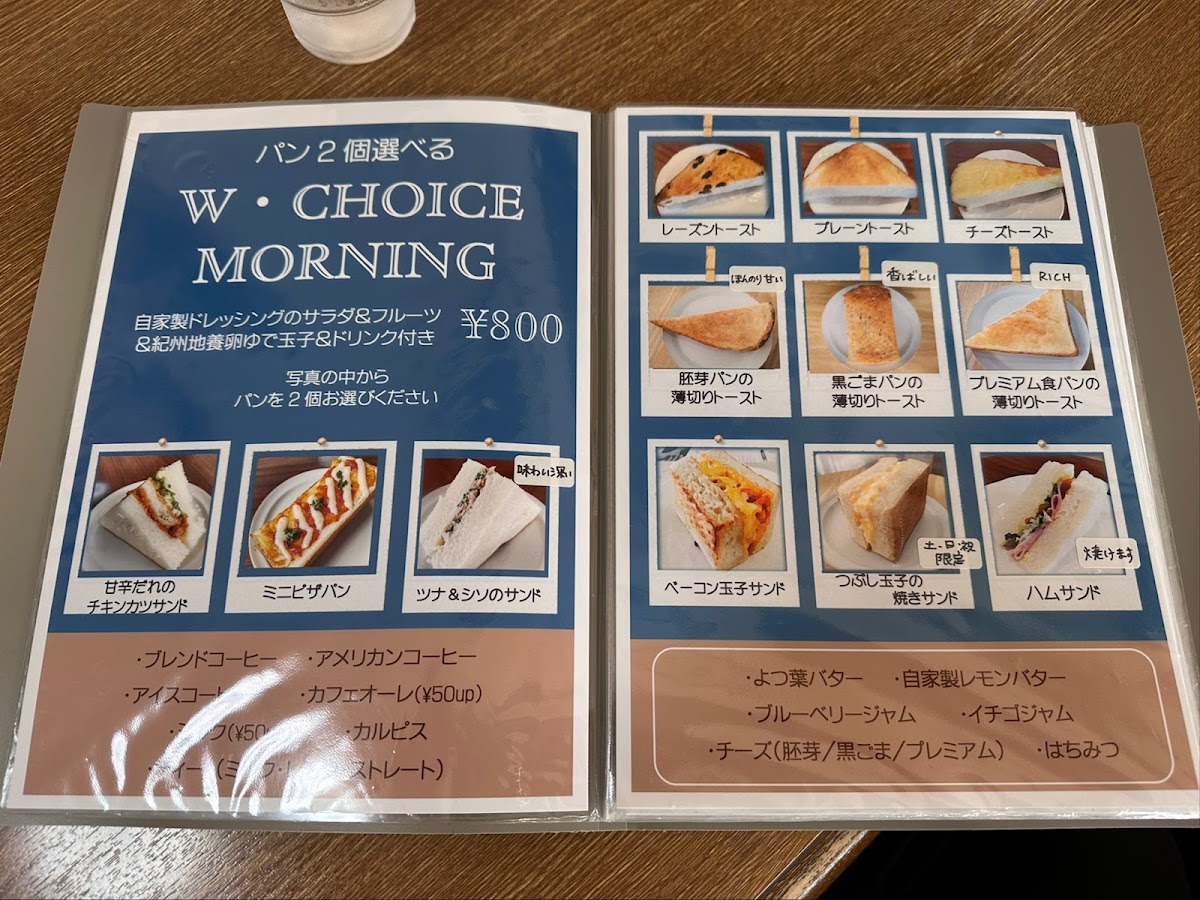 パン2個選べる
W・CHOICE
MORNING
自家製ドレッシングのサラダ&フルーツ
&紀州地養卵ゆで玉子&ドリンク付き
¥800
写真の中から
パンを2個お選びください
味わい深い
甘辛だれの
チキンカツサンド
ミニピザパン
ツナ&シソのサンド
・ブレンドコーヒー ・アメリカンコーヒー
・アイスコーヒー ・カフェオーレ(¥50up)
(¥50 ・カルピス
ストレート)
レーズントースト
プレーントースト
チーズトースト
ほんのり甘い
香ばしい
RICH
胚芽パンの
薄切りトースト
黒ごまパンの
薄切りトースト
プレミアム食パンの
薄切りトースト
土・日・祝
限定
焼けます
ベーコン玉子サンド
つぶし玉子の
焼きサンド
ハムサンド
・よつ葉バター ・自家製レモンバター
・ブルーベリージャム ・イチゴジャム
・チーズ(胚芽/黒ごま/プレミアム) ・はちみつ